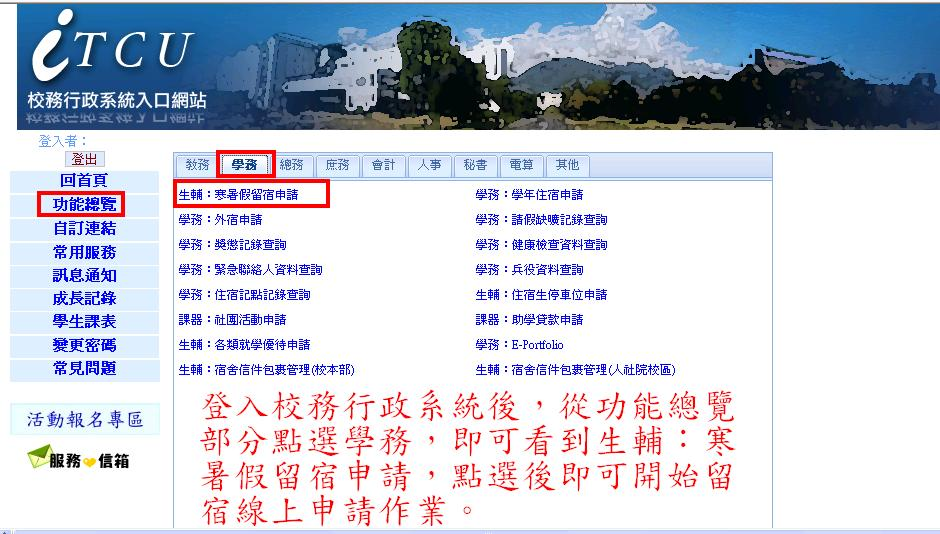 iTCU
校務行政系統入口網站
登入者：
登出
回首頁
功能總覽
自訂連結
常用服務
訊息通知
成長記錄
學生課表
變更密碼
常見問題
活動報名專區
服務信箱
教務 學務 總務 庶務 會計 人事 秘書 電算 其他
生輔：寒暑假留宿申請 學務：學年住宿申請
學務：外宿申請 學務：請假缺曠記錄查詢
學務：獎懲記錄查詢 學務：健康檢查資料查詢
學務：緊急聯絡人資料查詢 學務：兵役資料查詢
學務：住宿記點記錄查詢 生輔：住宿生停車位申請
課器：社團活動申請 課器：助學貸款申請
生輔：各類就學優待申請 學務：E-Portfolio
生輔：宿舍信件包裹管理(校本部) 生輔：宿舍信件包裹管理(人社院校區)
登入校務行政系統後，從功能總覽
部分點選學務，即可看到生輔：寒
暑假留宿申請，點選後即可開始留
宿線上申請作業。